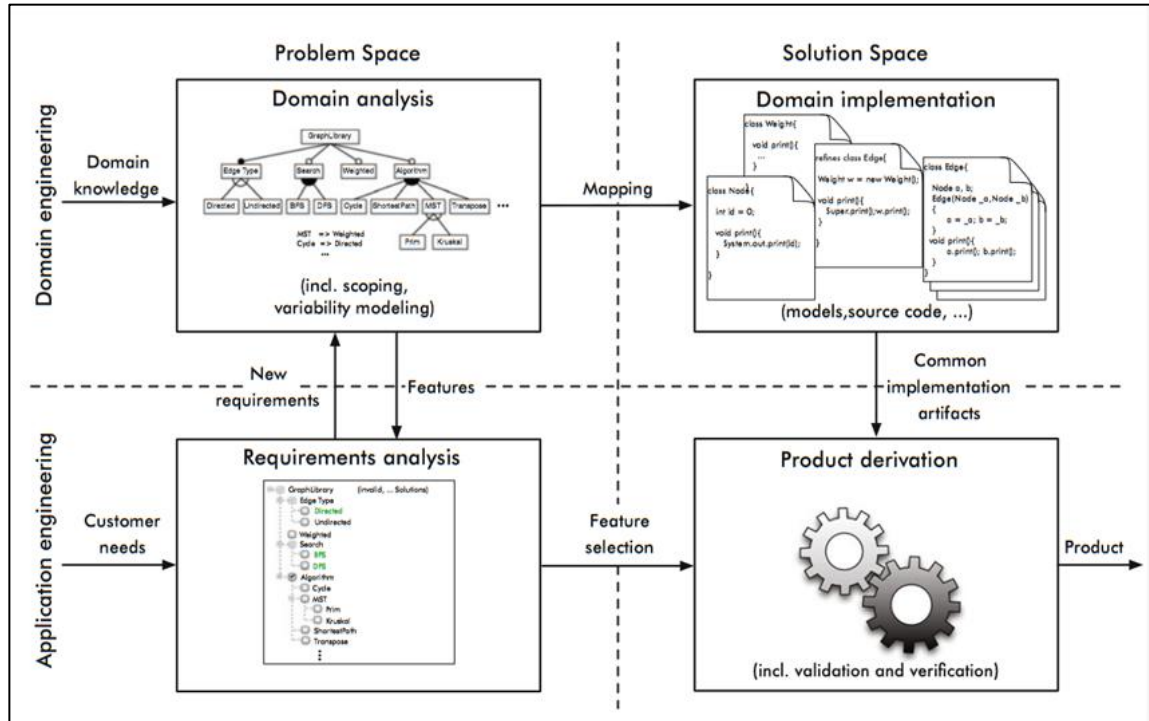 Problem Space
Solution Space
Domain engineering
Domain knowledge
Domain analysis
GraphLibrary
Edge Type
Search
Weighted
Algorithm
Directed
Undirected
BFS
DFS
Cycle
ShortestPath
MST
Transpose
...
MST => Weighted
Cycle => Directed
...
Prim
Kruskal
(incl. scoping,
variability modeling)
Mapping
Domain implementation
class Weight{
void print(){
...
}
class Node{
int id = 0;
void print(){
System.out.print(id);
}
}
refines class Edge{
Weight w = new Weight();
void print(){
Super.print();w.print();
}
}
class Edge{
Node a, b;
Edge(Node _a,Node _b)
{
a = _a; b = _b;
}
void print(){
a.print(); b.print();
}
}
(models,source code, ...)
New
requirements
Features
Common
implementation
artifacts
Application engineering
Customer
needs
Requirements analysis
GraphLibrary (invalid, ... Solutions)
Edge Type
Directed
Undirected
Weighted
Search
BFS
DFS
Algorithm
Cycle
MST
Prim
Kruskal
ShortestPath
Transpose
Feature
selection
Product derivation
(incl. validation and verification)
Product